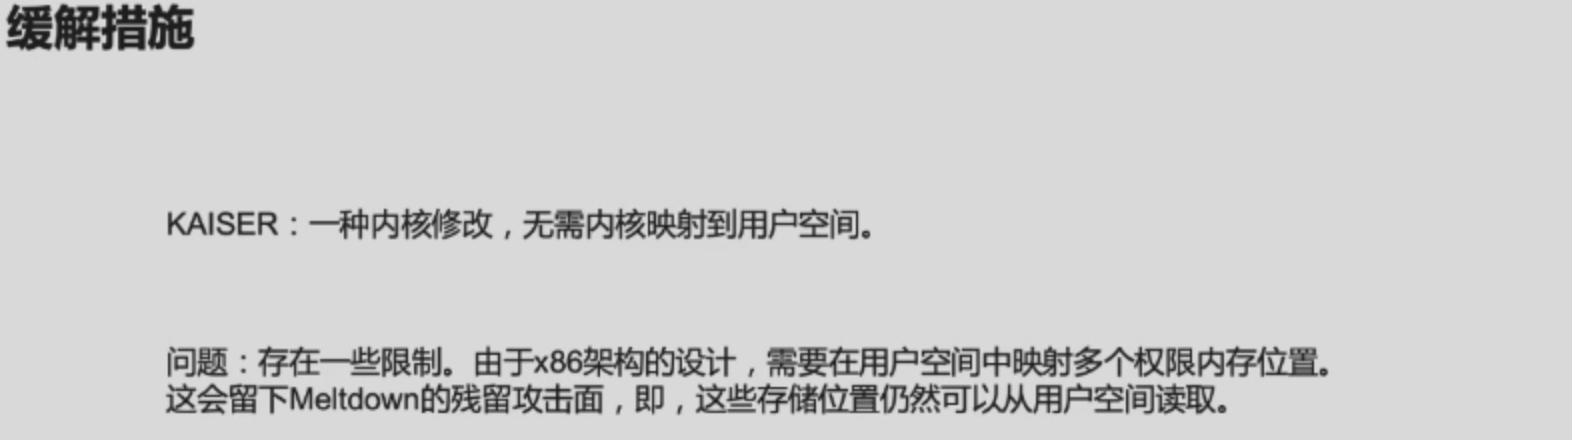 缓解措施
KAISER：一种内核修改，无需内核映射到用户空间。
问题：存在一些限制。由于x86架构的设计，需要在用户空间中映射多个权限内存位置。
这会留下Meltdown的残留攻击面，即，这些存储位置仍然可以从用户空间读取。